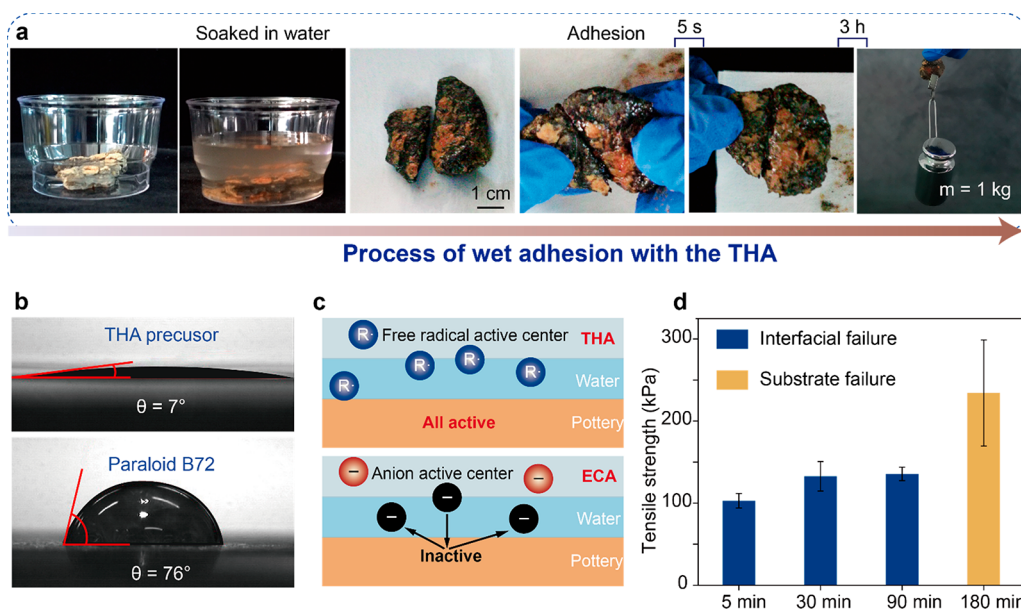 a
Soaked in water
Adhesion
5 s
3 h
1 cm
m = 1 kg
Process of wet adhesion with the THA
b
THA precusor
θ = 7°
Paraloid B72
θ = 76°
c
R·
Free radical active center
THA
R·
R·
R·
R·
Water
All active
Pottery
−
Anion active center
−
ECA
−
−
−
Water
Inactive
Pottery
d
Tensile strength (kPa)
300
200
100
0
Interfacial failure
Substrate failure
5 min
30 min
90 min
180 min